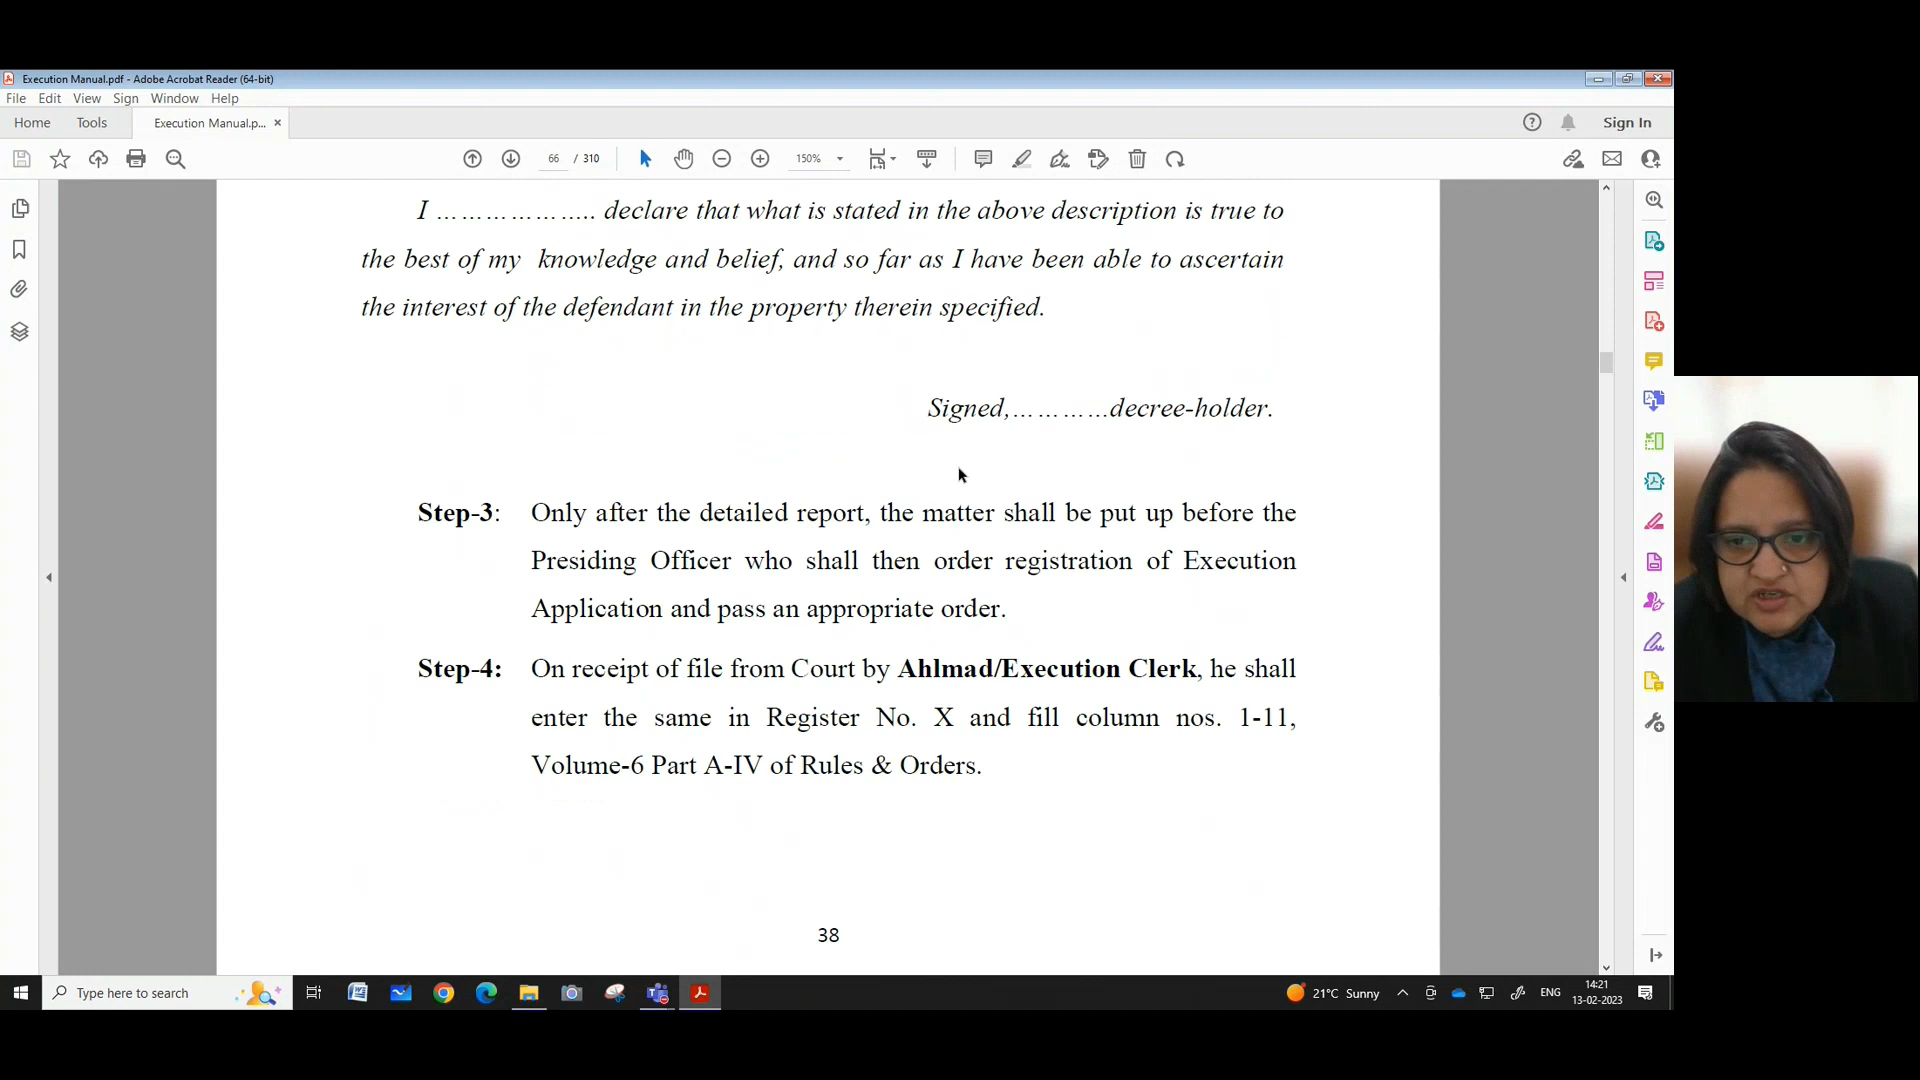 Execution Manual.pdf - Adobe Acrobat Reader (64-bit)
File Edit View Sign Window Help
Home Tools Execution Manual.p... × Sign In
66 / 310 150%
I ……………….. declare that what is stated in the above description is true to
the best of my knowledge and belief, and so far as I have been able to ascertain
the interest of the defendant in the property therein specified.
Signed,…………decree-holder.
Step-3: Only after the detailed report, the matter shall be put up before the
Presiding Officer who shall then order registration of Execution
Application and pass an appropriate order.
Step-4: On receipt of file from Court by Ahlmad/Execution Clerk, he shall
enter the same in Register No. X and fill column nos. 1-11,
Volume-6 Part A-IV of Rules & Orders.
38
Type here to search 21°C Sunny ENG 14:21
13-02-2023